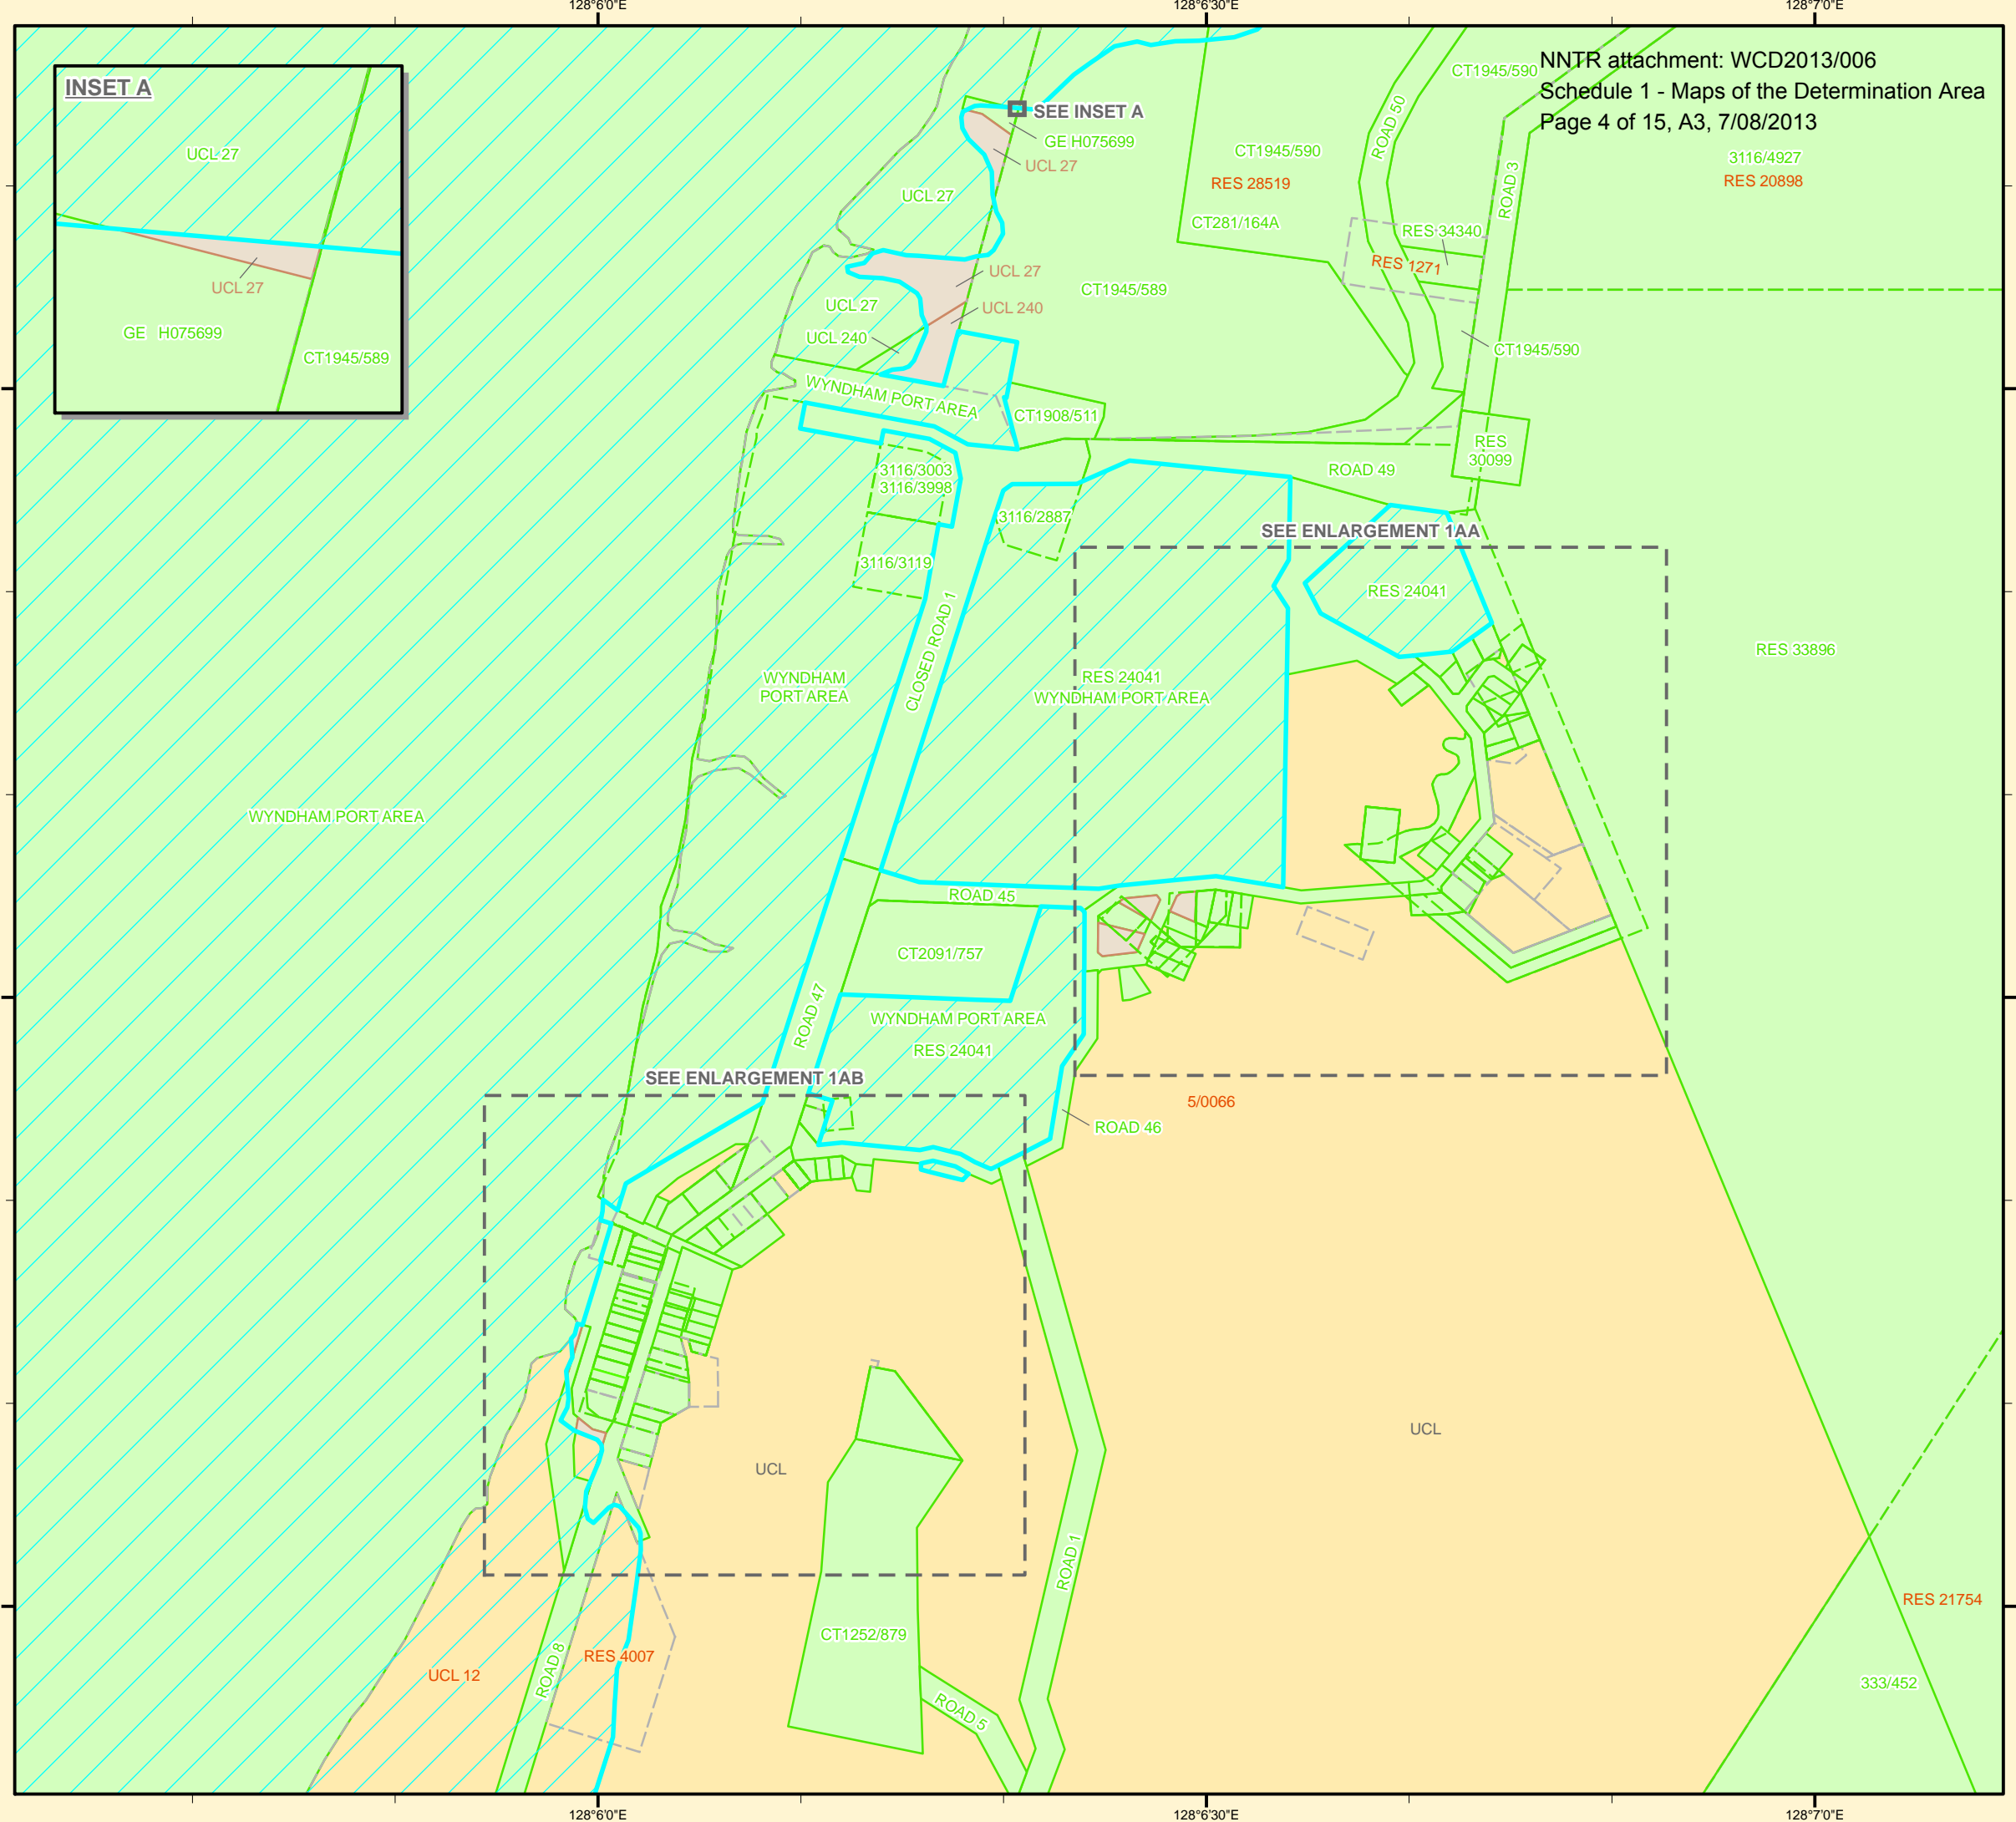 128°6'0"E
128°6'30"E
128°7'0"E
NNTR attachment: WCD2013/006
Schedule 1 - Maps of the Determination Area
Page 4 of 15, A3, 7/08/2013
INSET A
UCL 27
UCL 27
GE H075699
CT1945/589
SEE INSET A
GE H075699
UCL 27
UCL 27
UCL 27
UCL 240
UCL 27
UCL 240
CT1945/590
ROAD 50
CT1945/590
RES 28519
CT281/164A
ROAD 3
3116/4927
RES 20898
RES 34340
RES 1271
CT1945/589
CT1945/590
WYNDHAM PORT AREA
CT1908/511
RES
30099
ROAD 49
3116/3003
3116/3998
3116/2887
3116/3119
SEE ENLARGEMENT 1AA
RES 24041
CLOSED ROAD 1
RES 33896
WYNDHAM
PORT AREA
RES 24041
WYNDHAM PORT AREA
WYNDHAM PORT AREA
ROAD 45
CT2091/757
ROAD 47
WYNDHAM PORT AREA
RES 24041
SEE ENLARGEMENT 1AB
5/0066
ROAD 46
UCL
UCL
ROAD 1
RES 21754
CT1252/879
RES 4007
UCL 12
ROAD 8
ROAD 5
333/452
128°6'0"E
128°6'30"E
128°7'0"E